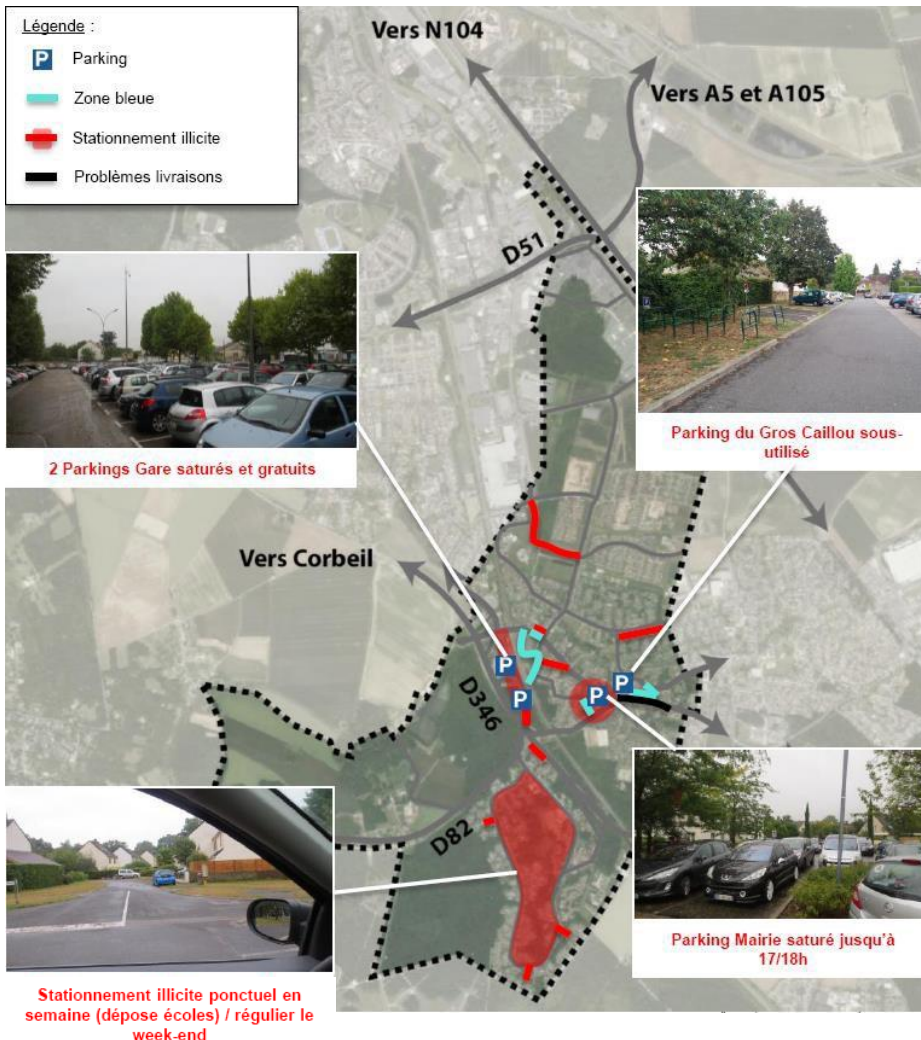 Légende :
P Parking
Zone bleue
Stationnement illicite
Problèmes livraisons
Vers N104
Vers A5 et A105
D51
2 Parkings Gare saturés et gratuits
Parking du Gros Caillou sous-
utilisé
Vers Corbeil
P
P
P
P
D346
D82
Parking Mairie saturé jusqu'à
17/18h
Stationnement illicite ponctuel en
semaine (dépose écoles) / régulier le
week-end